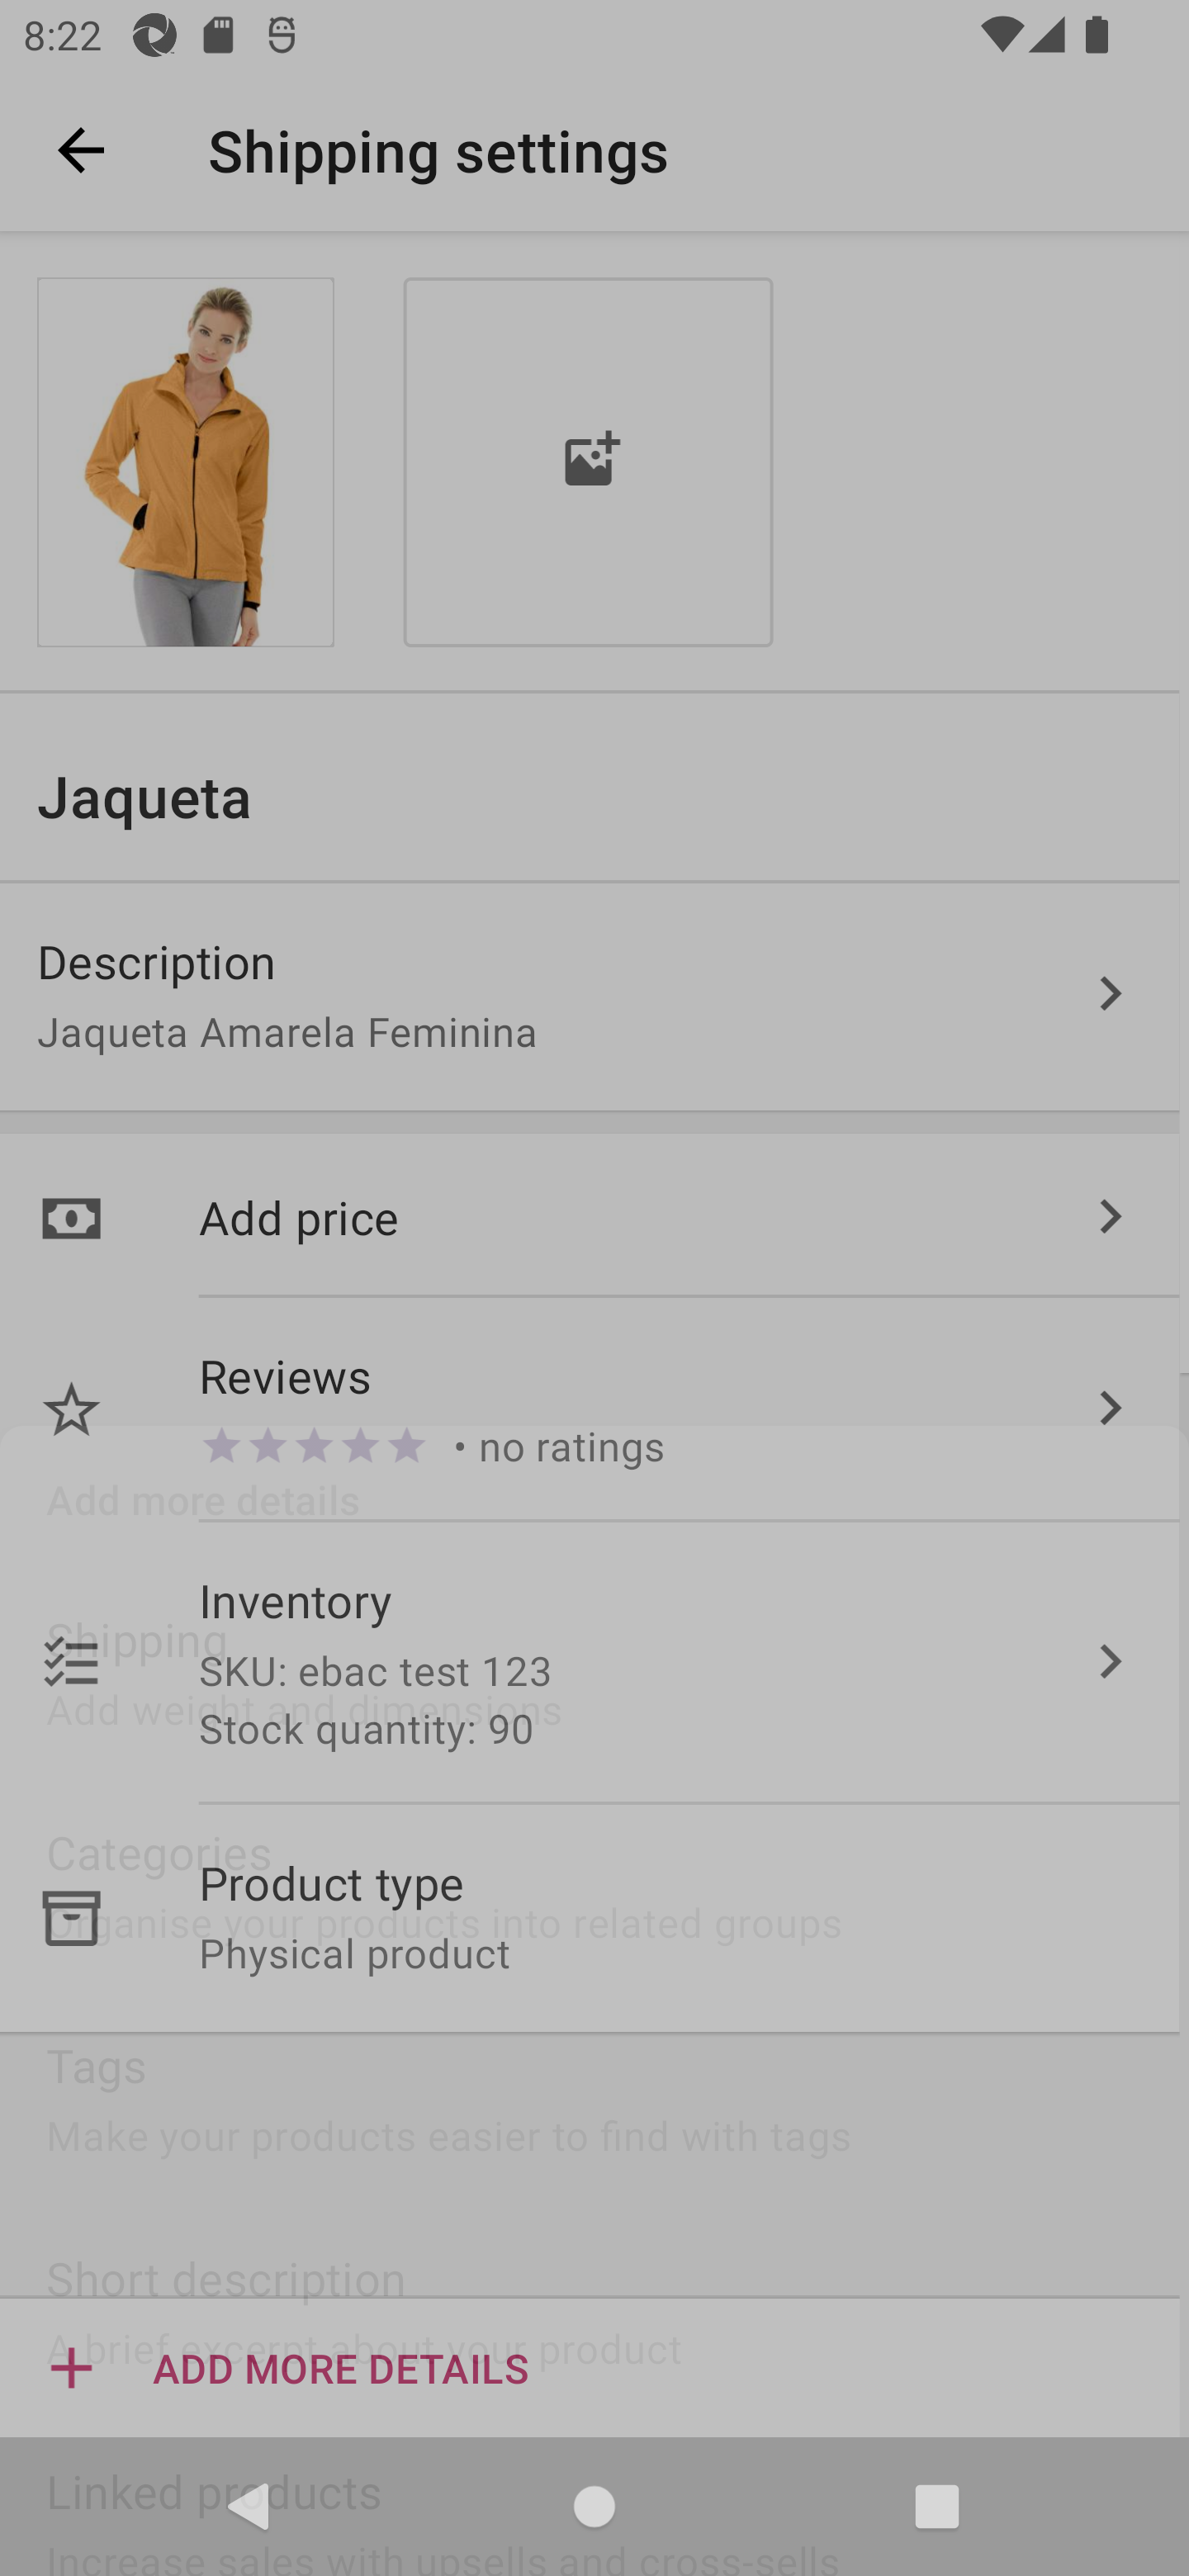 8:22
Shipping settings
Jaqueta
Description
Jaqueta Amarela Feminina
Add price
Reviews
• no ratings
Add more details
Inventory
Shipping
SKU: ebac test 123
Add weight and dimensions
Stock quantity: 90
Categories
Product type
Organise your products into related groups
Physical product
Tags
Make your products easier to find with tags
Short description
A brief excerpt about your product
ADD MORE DETAILS
Linked products
Increase sales with upsells and cross-sells